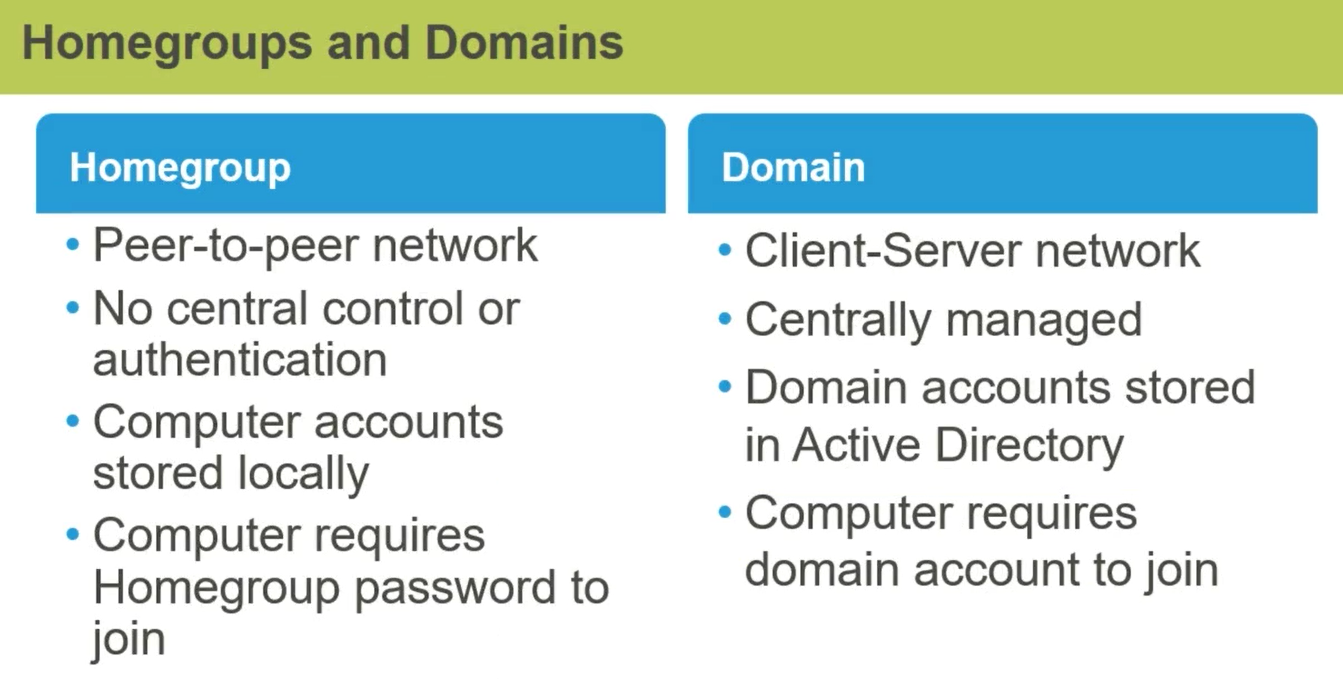 Homegroups and Domains
Homegroup
• Peer-to-peer network
• No central control or
authentication
• Computer accounts
stored locally
• Computer requires
Homegroup password to
join
Domain
• Client-Server network
• Centrally managed
• Domain accounts stored
in Active Directory
• Computer requires
domain account to join